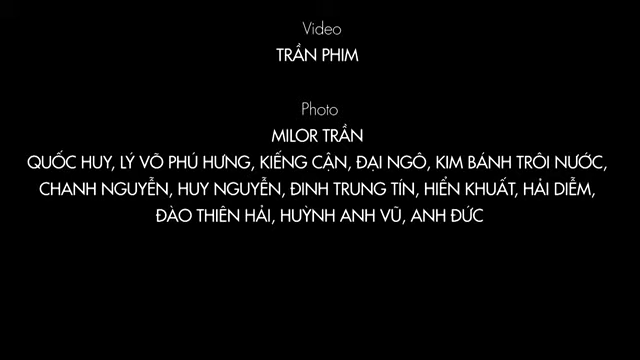 Video
TRẦN PHIM
Photo
MILOR TRẦN
QUỐC HUY, LÝ VÕ PHÚ HƯNG, KIẾNG CẬN, ĐẠI NGÔ, KIM BÁNH TRÔI NƯỚC,
CHANH NGUYỄN, HUY NGUYỄN, ĐINH TRUNG TÍN, HIỂN KHUẤT, HẢI DIỄM,
ĐÀO THIÊN HẢI, HUỲNH ANH VŨ, ANH ĐỨC